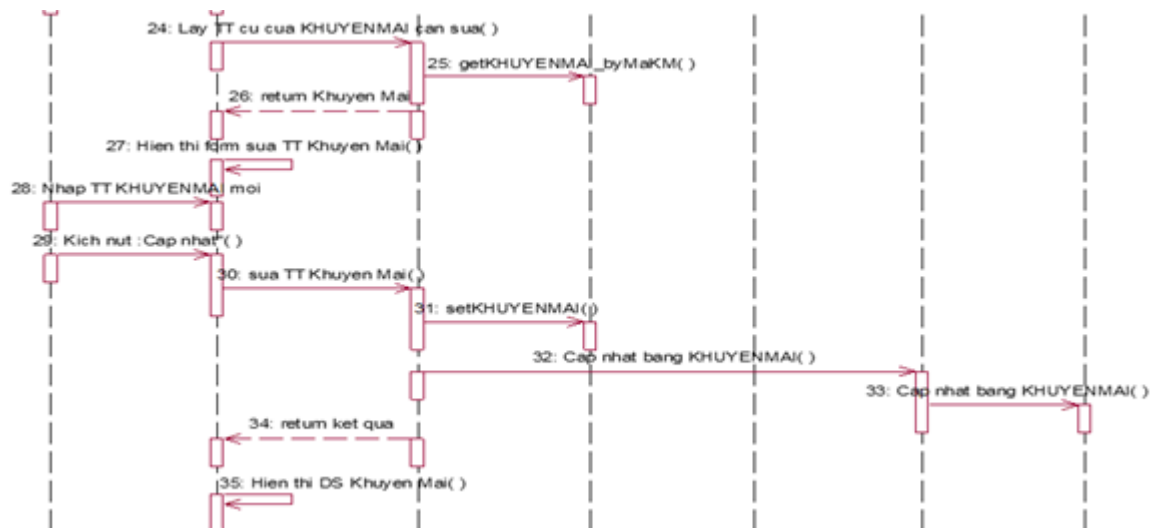 24: Lay TT cu cua KHUYENMAI can sua( )
25: getKHUYENMAI_byMaKM( )
26: return Khuyen Mai
27: Hien thi form sua TT Khuyen Mai( )
28: Nhap TT KHUYENMAI moi
29: Kich nut :Cap nhat"( )
30: sua TT Khuyen Mai( )
31: setKHUYENMAI( )
32: Cap nhat bang KHUYENMAI( )
33: Cap nhat bang KHUYENMAI( )
34: return ket qua
35: Hien thi DS Khuyen Mai( )